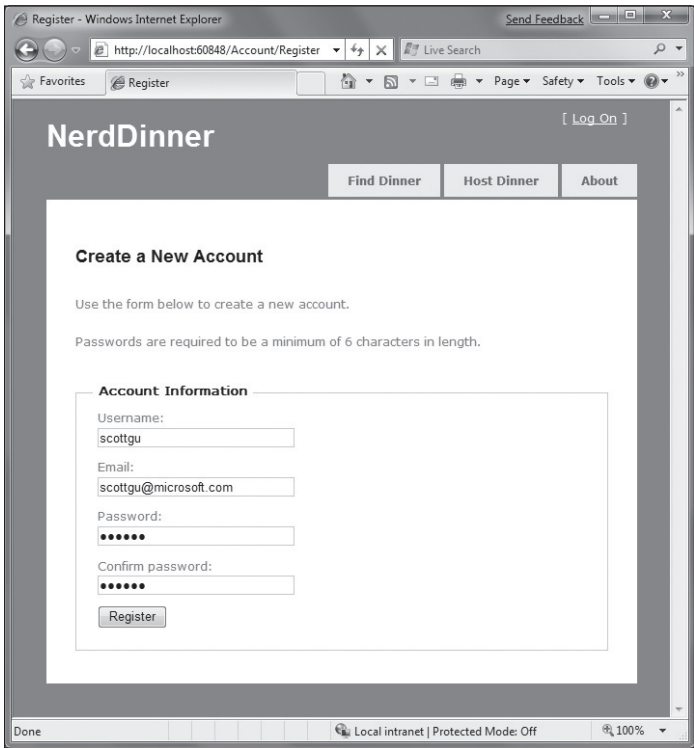 Register - Windows Internet Explorer
Send Feedback
http://localhost:60848/Account/Register
Live Search
Favorites
Register
Page
Safety
Tools
[ Log On ]
NerdDinner
Find Dinner
Host Dinner
About
Create a New Account
Use the form below to create a new account.
Passwords are required to be a minimum of 6 characters in length.
Account Information
Username:
scottgu
Email:
scottgu@microsoft.com
Password:
••••••
Confirm password:
••••••
Register
Done
Local intranet | Protected Mode: Off
100%